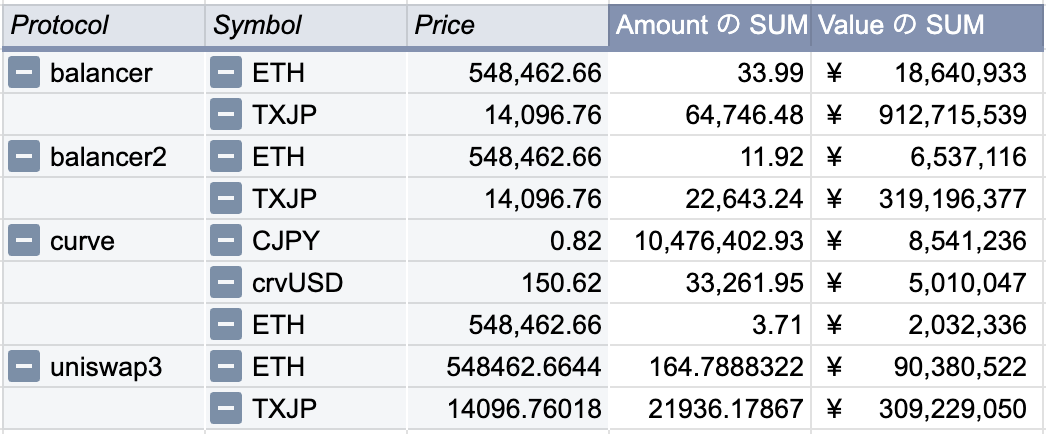 Protocol Symbol Price Amount の SUM Value の SUM
balancer ETH 548,462.66 33.99 ¥ 18,640,933
TXJP 14,096.76 64,746.48 ¥ 912,715,539
balancer2 ETH 548,462.66 11.92 ¥ 6,537,116
TXJP 14,096.76 22,643.24 ¥ 319,196,377
curve CJPY 0.82 10,476,402.93 ¥ 8,541,236
crvUSD 150.62 33,261.95 ¥ 5,010,047
ETH 548,462.66 3.71 ¥ 2,032,336
uniswap3 ETH 548462.6644 164.7888322 ¥ 90,380,522
TXJP 14096.76018 21936.17867 ¥ 309,229,050